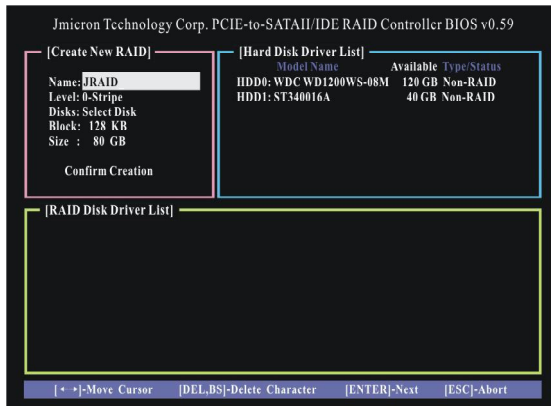 Jmicron Technology Corp. PCIE-to-SATAII/IDE RAID Controller BIOS v0.59
[Create New RAID]
Name: JRAID
Level: 0-Stripe
Disks: Select Disk
Block: 128 KB
Size : 80 GB
Confirm Creation
[Hard Disk Driver List]
Model Name Available Type/Status
HDD0: WDC WD1200WS-08M 120 GB Non-RAID
HDD1: ST340016A 40 GB Non-RAID
[RAID Disk Driver List]
[←→]-Move Cursor [DEL,BS]-Delete Character [ENTER]-Next [ESC]-Abort